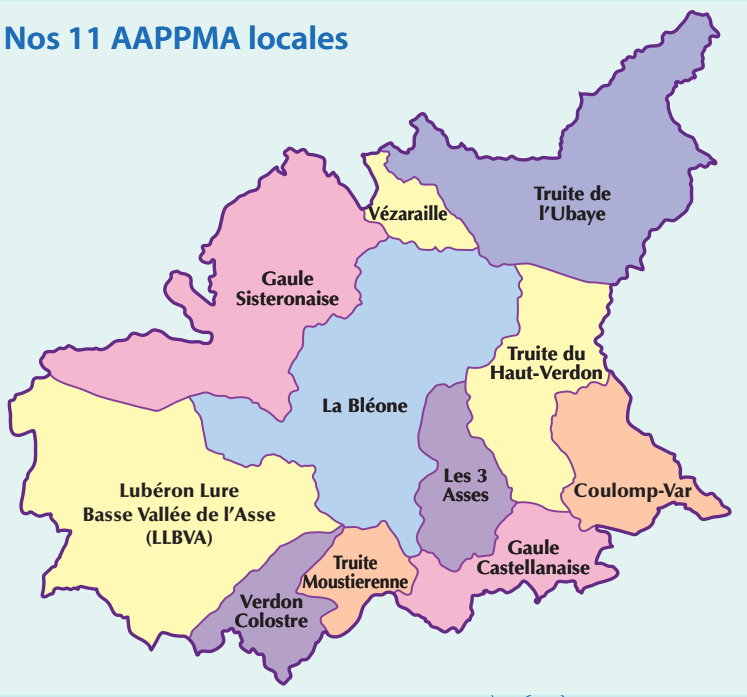 Nos 11 AAPPMA locales
Truite de
l'Ubaye
Vézaraille
Gaule
Sisteronaise
Truite du
Haut-Verdon
La Bléone
Les 3
Asses
Coulomp-Var
Lubéron Lure
Basse Vallée de l'Asse
(LLBVA)
Gaule
Castellanaise
Truite
Moustierenne
Verdon
Colostre